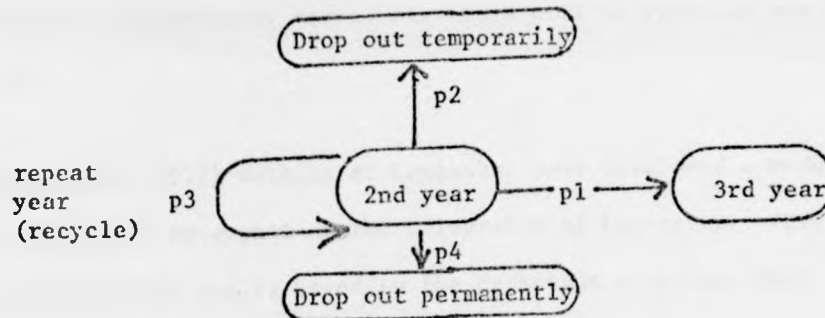 Drop out temporarily
p2
repeat
year
(recycle)
p3
2nd year
p1
3rd year
p4
Drop out permanently